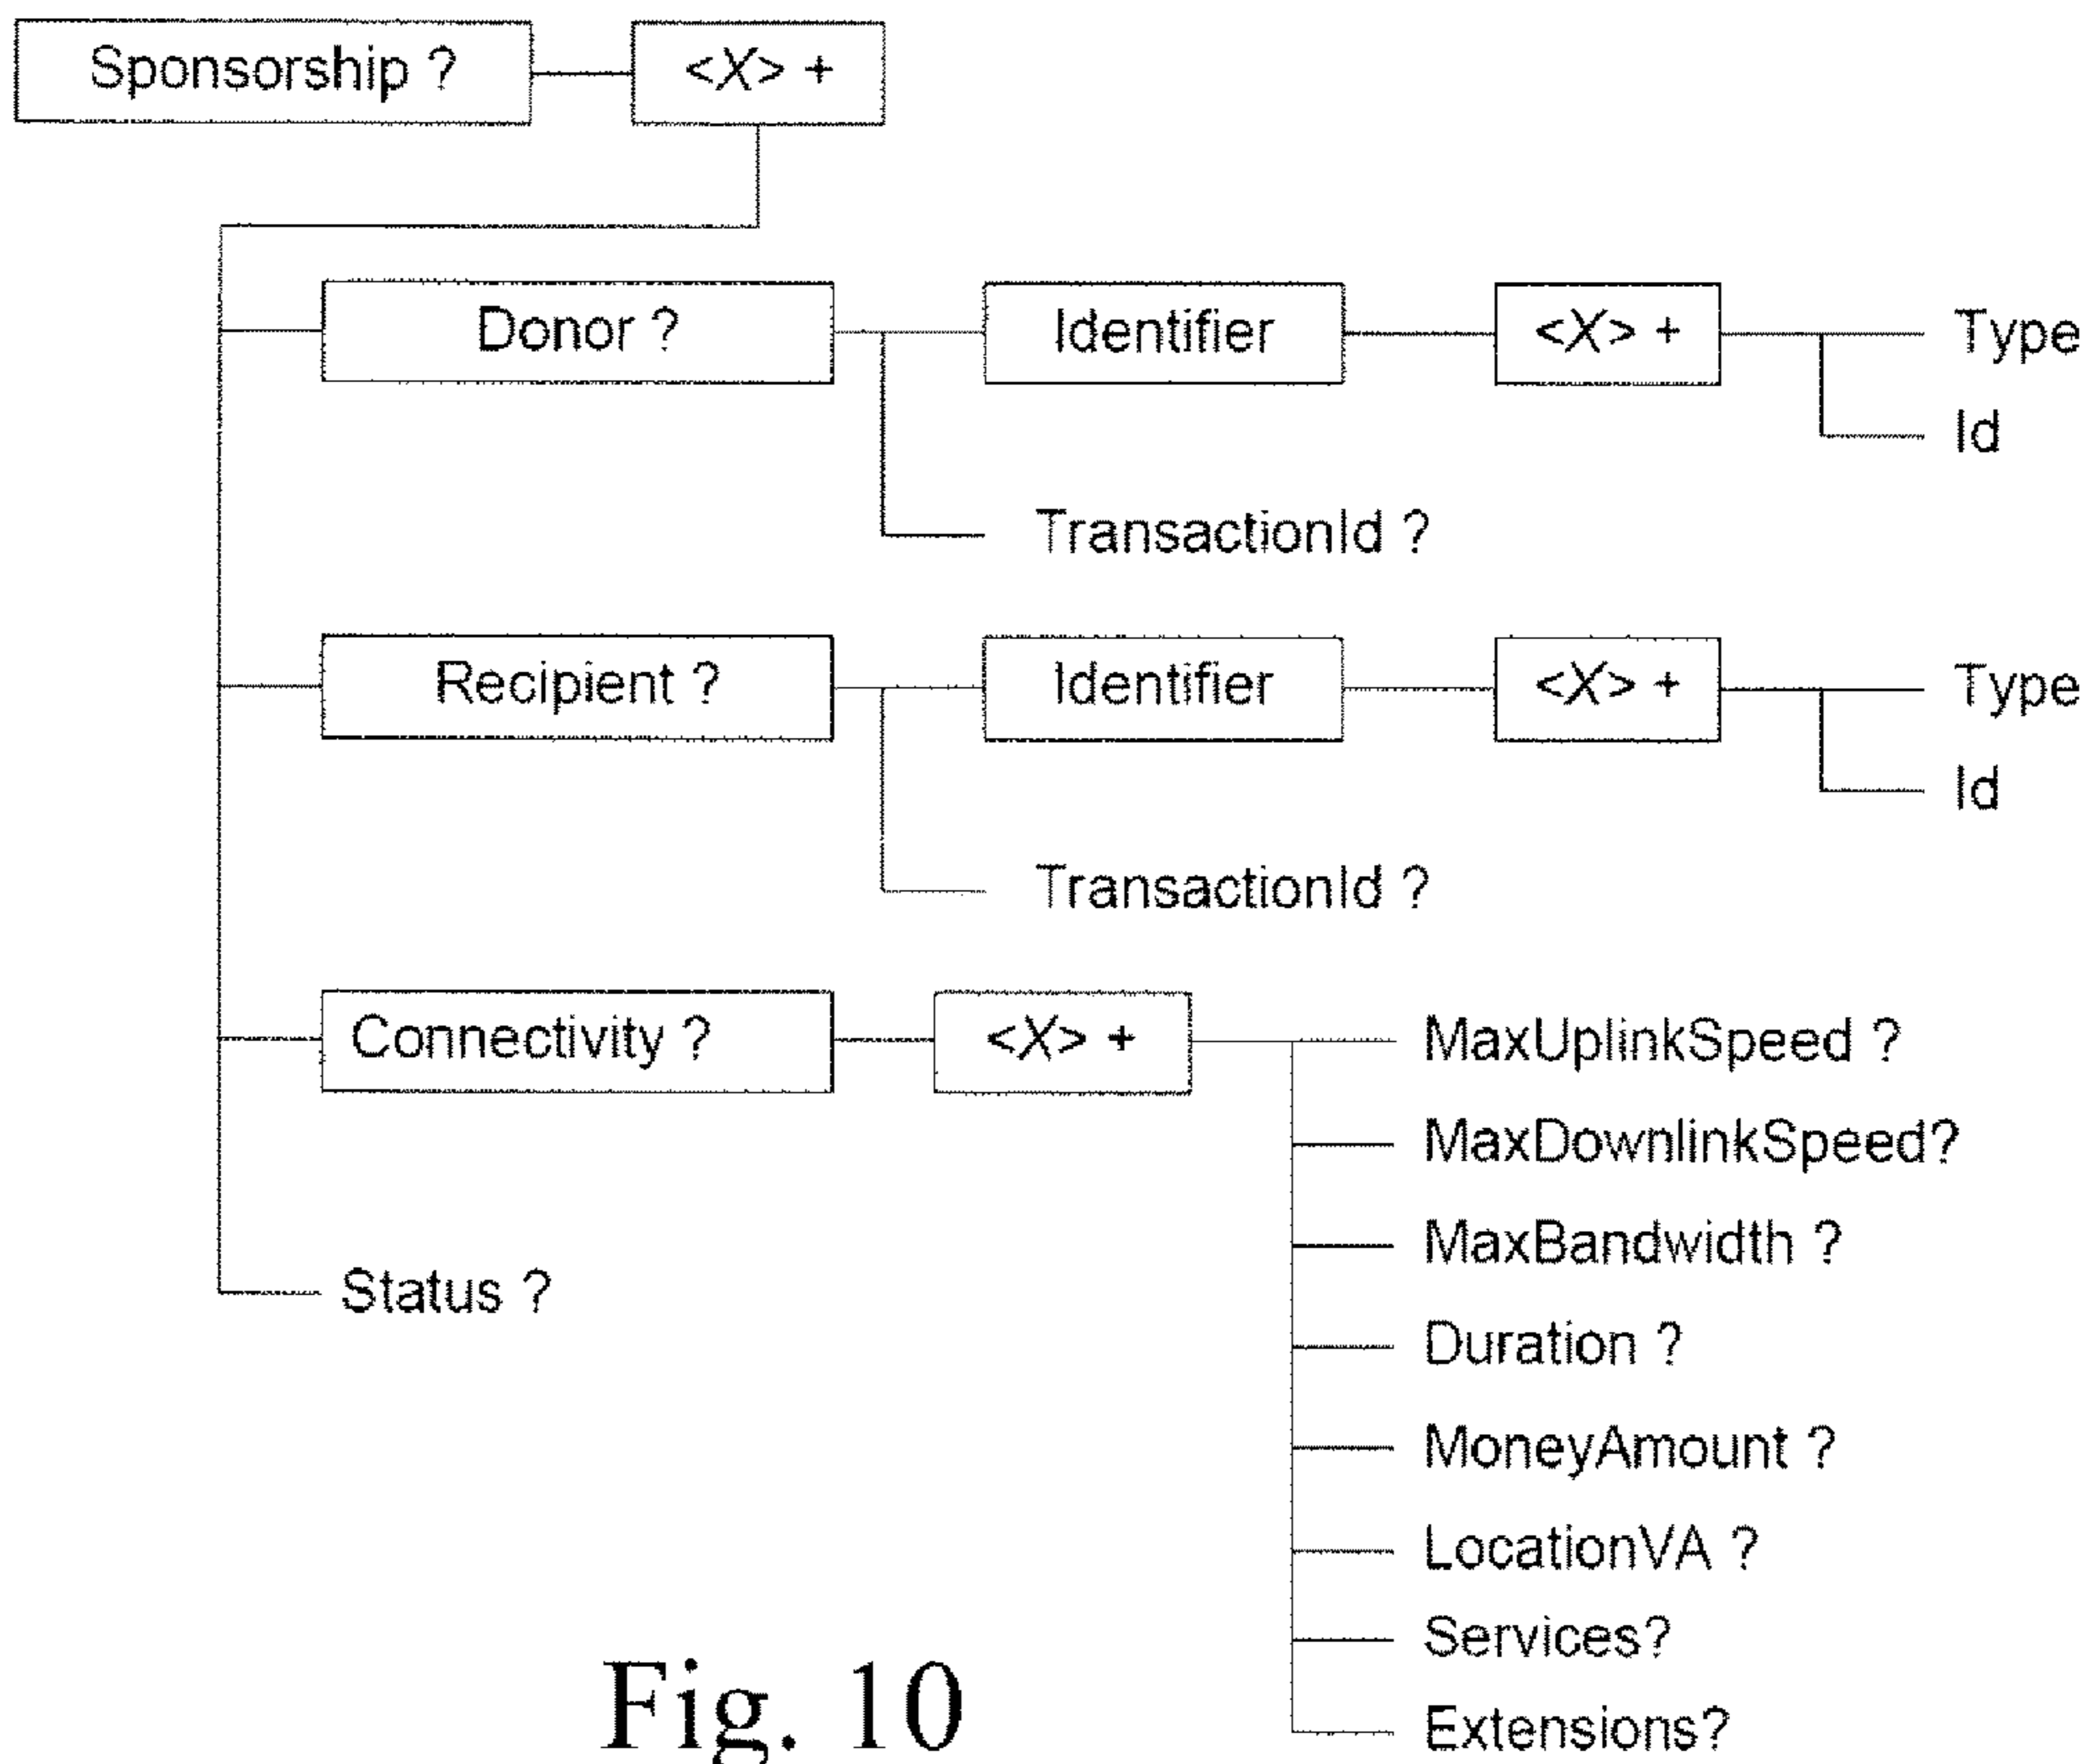 Sponsorship ? <X> +
Donor ? Identifier <X> + Type
Id
TransactionId ?
Recipient ? Identifier <X> + Type
Id
TransactionId ?
Connectivity ? <X> + MaxUplinkSpeed ?
MaxDownlinkSpeed?
MaxBandwidth ?
Status ?
Duration ?
MoneyAmount ?
LocationVA ?
Services?
Extensions?
Fig. 10